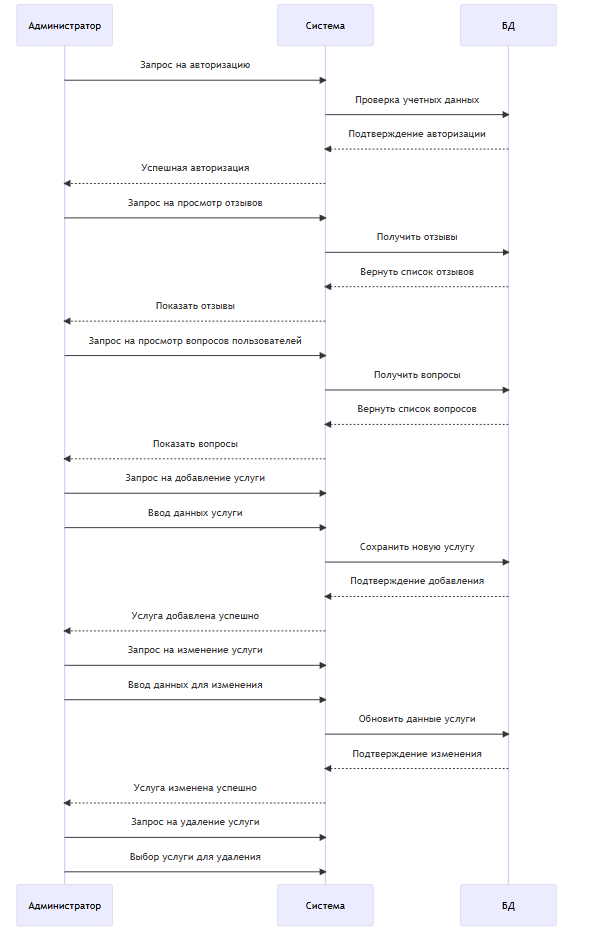 Администратор
Система
БД
Запрос на авторизацию
Проверка учетных данных
Подтверждение авторизации
Успешная авторизация
Запрос на просмотр отзывов
Получить отзывы
Вернуть список отзывов
Показать отзывы
Запрос на просмотр вопросов пользователей
Получить вопросы
Вернуть список вопросов
Показать вопросы
Запрос на добавление услуги
Ввод данных услуги
Сохранить новую услугу
Подтверждение добавления
Услуга добавлена успешно
Запрос на изменение услуги
Ввод данных для изменения
Обновить данные услуги
Подтверждение изменения
Услуга изменена успешно
Запрос на удаление услуги
Выбор услуги для удаления
Администратор
Система
БД